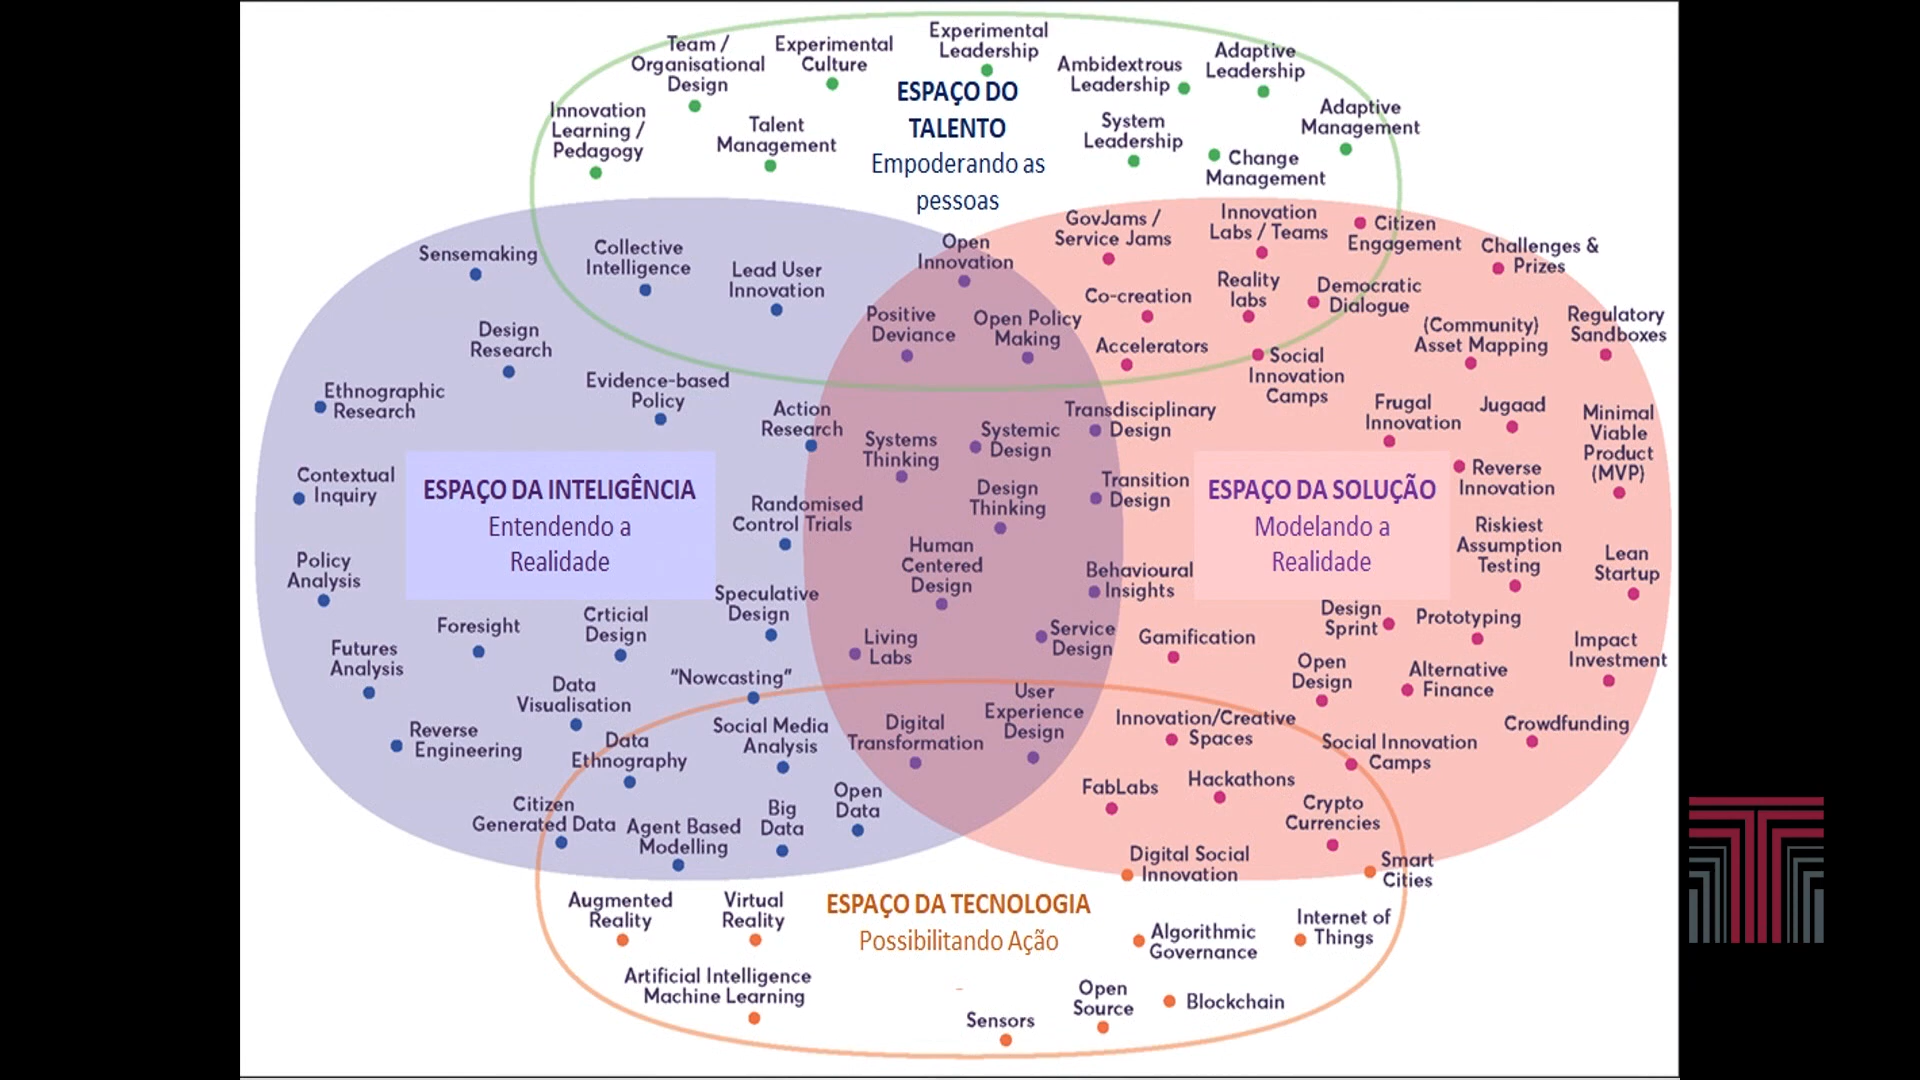 Team /
Organisational
Design
Experimental
Culture
Experimental
Leadership
Ambidextrous
Leadership
Adaptive
Leadership
Innovation
Learning /
Pedagogy
Talent
Management
ESPAÇO DO
TALENTO
Empoderando as
pessoas
System
Leadership
Adaptive
Management
Change
Management
Sensemaking
Collective
Intelligence
Lead User
Innovation
Open
Innovation
GovJams /
Service Jams
Innovation
Labs / Teams
Citizen
Engagement
Challenges &
Prizes
Design
Research
Positive
Deviance
Open Policy
Making
Co-creation
Reality
labs
Democratic
Dialogue
(Community)
Asset Mapping
Regulatory
Sandboxes
Accelerators
Social
Innovation
Camps
Ethnographic
Research
Evidence-based
Policy
Action
Research
Systems
Thinking
Systemic
Design
Transdisciplinary
Design
Frugal
Innovation
Jugaad
Minimal
Viable
Product
(MVP)
Contextual
Inquiry
ESPAÇO DA INTELIGÊNCIA
Entendendo a
Realidade
Randomised
Control Trials
Design
Thinking
Transition
Design
ESPAÇO DA SOLUÇÃO
Modelando a
Realidade
Reverse
Innovation
Riskiest
Assumption
Testing
Lean
Startup
Policy
Analysis
Human
Centered
Design
Behavioural
Insights
Speculative
Design
Foresight
Crticial
Design
Living
Labs
Service
Design
Gamification
Design
Sprint
Prototyping
Impact
Investment
Futures
Analysis
"Nowcasting"
Open
Design
Alternative
Finance
Data
Visualisation
User
Experience
Design
Reverse
Engineering
Data
Ethnography
Social Media
Analysis
Digital
Transformation
Innovation/Creative
Spaces
Social Innovation
Camps
Crowdfunding
Citizen
Generated Data
Agent Based
Modelling
Big
Data
Open
Data
FabLabs
Hackathons
Crypto
Currencies
Digital Social
Innovation
Smart
Cities
Augmented
Reality
Virtual
Reality
ESPAÇO DA TECNOLOGIA
Possibilitando Ação
Algorithmic
Governance
Internet of
Things
Artificial Intelligence
Machine Learning
Sensors
Open
Source
Blockchain